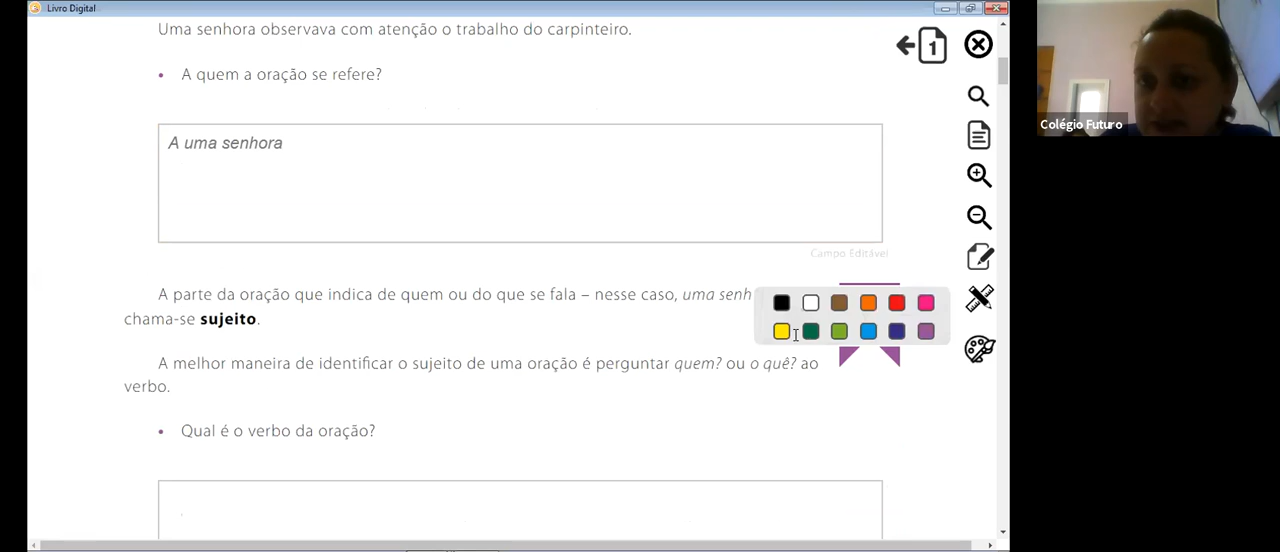 Livro Digital
Uma senhora observava com atenção o trabalho do carpinteiro.
• A quem a oração se refere?
1
A uma senhora
Colégio Futuro
Campo Editável
A parte da oração que indica de quem ou do que se fala – nesse caso, uma senh
chama-se sujeito.
A melhor maneira de identificar o sujeito de uma oração é perguntar quem? ou o quê? ao
verbo.
• Qual é o verbo da oração?